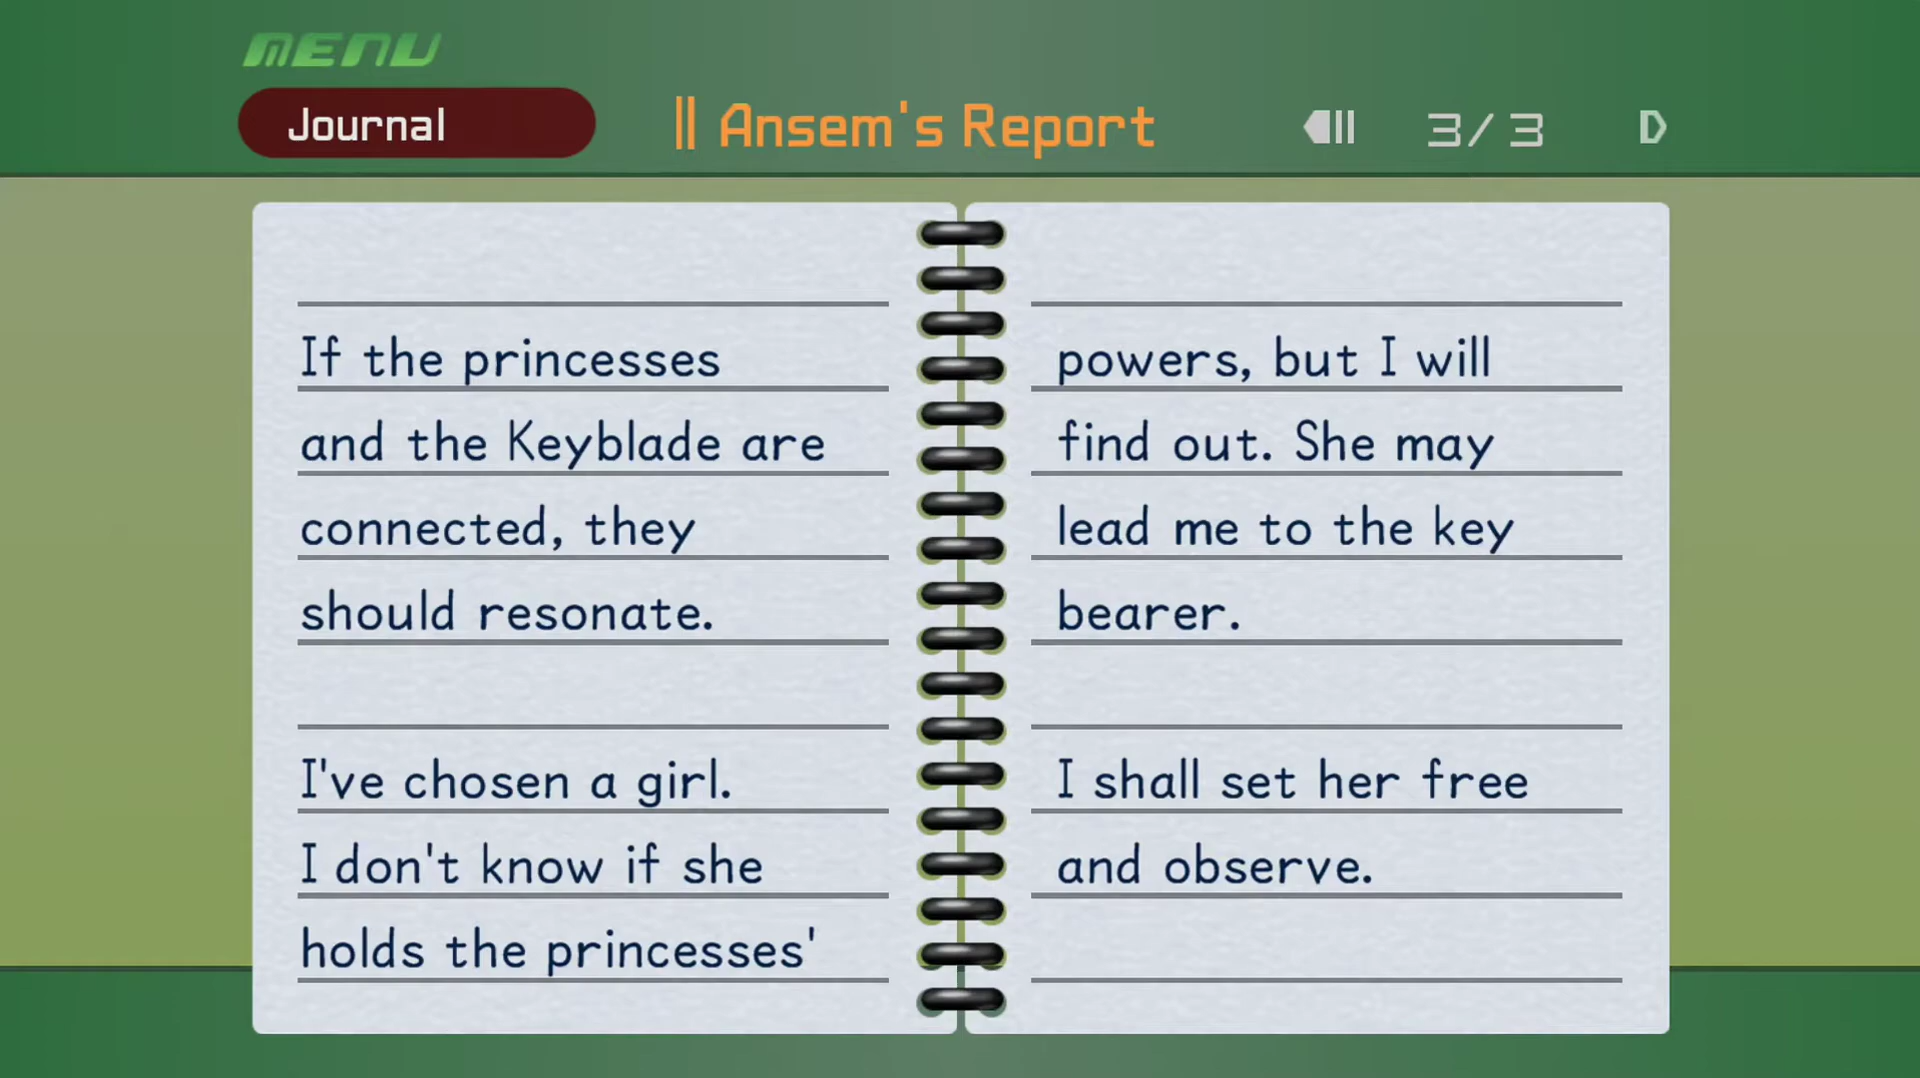 MENU
Journal
Ansem's Report
3/3
If the princesses
and the Keyblade are
connected, they
should resonate.
I've chosen a girl.
I don't know if she
holds the princesses'
powers, but I will
find out. She may
lead me to the key
bearer.
I shall set her free
and observe.